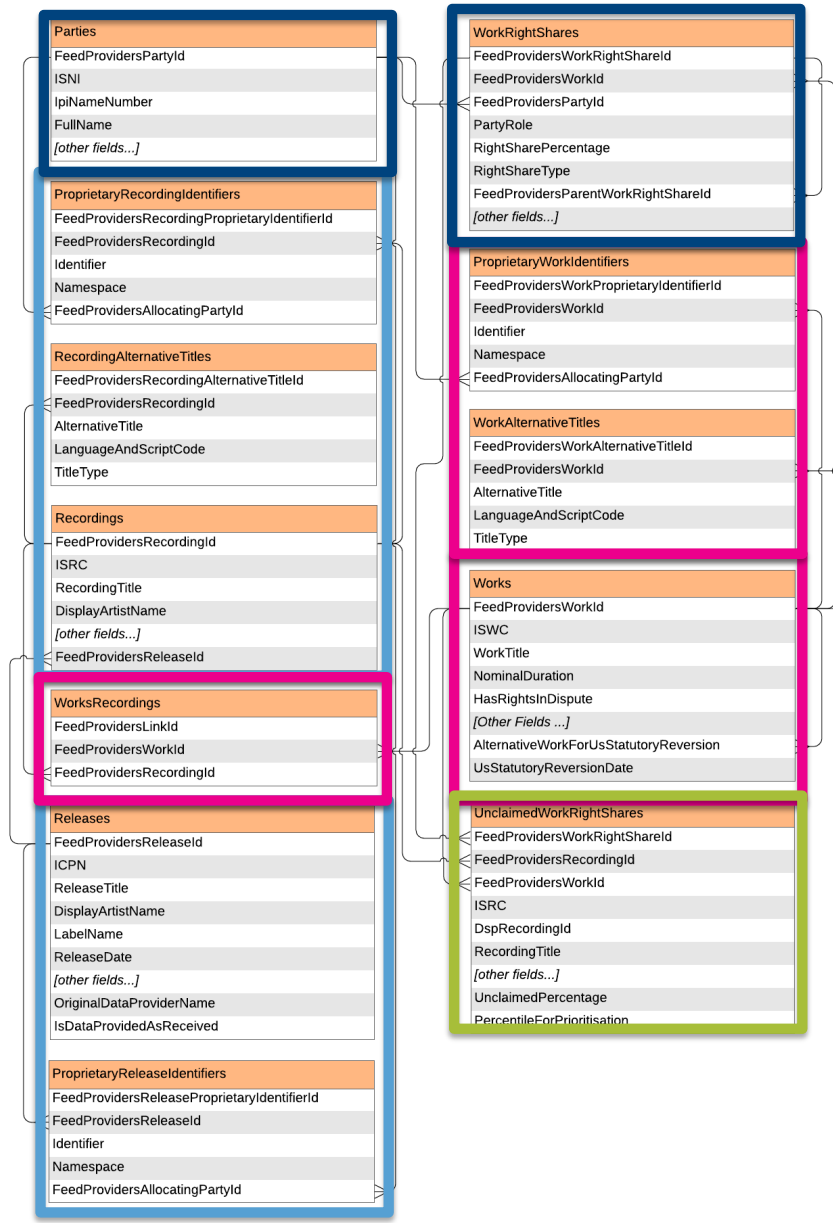 Parties
FeedProvidersPartyId
ISNI
IpiNameNumber
FullName
[other fields...]
ProprietaryRecordingIdentifiers
FeedProvidersRecordingProprietaryIdentifierId
FeedProvidersRecordingId
Identifier
Namespace
FeedProvidersAllocatingPartyId
RecordingAlternativeTitles
FeedProvidersRecordingAlternativeTitleId
FeedProvidersRecordingId
AlternativeTitle
LanguageAndScriptCode
TitleType
Recordings
FeedProvidersRecordingId
ISRC
RecordingTitle
DisplayArtistName
[other fields...]
FeedProvidersReleaseId
WorksRecordings
FeedProvidersLinkId
FeedProvidersWorkId
FeedProvidersRecordingId
Releases
FeedProvidersReleaseId
ICPN
ReleaseTitle
DisplayArtistName
LabelName
ReleaseDate
[other fields...]
OriginalDataProviderName
IsDataProvidedAsReceived
ProprietaryReleaseIdentifiers
FeedProvidersReleaseProprietaryIdentifierId
FeedProvidersReleaseId
Identifier
Namespace
FeedProvidersAllocatingPartyId
WorkRightShares
FeedProvidersWorkRightShareId
FeedProvidersWorkId
FeedProvidersPartyId
PartyRole
RightSharePercentage
RightShareType
FeedProvidersParentWorkRightShareId
[other fields...]
ProprietaryWorkIdentifiers
FeedProvidersWorkProprietaryIdentifierId
FeedProvidersWorkId
Identifier
Namespace
FeedProvidersAllocatingPartyId
WorkAlternativeTitles
FeedProvidersWorkAlternativeTitleId
FeedProvidersWorkId
AlternativeTitle
LanguageAndScriptCode
TitleType
Works
FeedProvidersWorkId
ISWC
WorkTitle
NominalDuration
HasRightsInDispute
[Other Fields ...]
AlternativeWorkForUsStatutoryReversion
UsStatutoryReversionDate
UnclaimedWorkRightShares
FeedProvidersWorkRightShareId
FeedProvidersRecordingId
FeedProvidersWorkId
ISRC
DspRecordingId
RecordingTitle
[other fields...]
UnclaimedPercentage
PercentileForPrioritisation